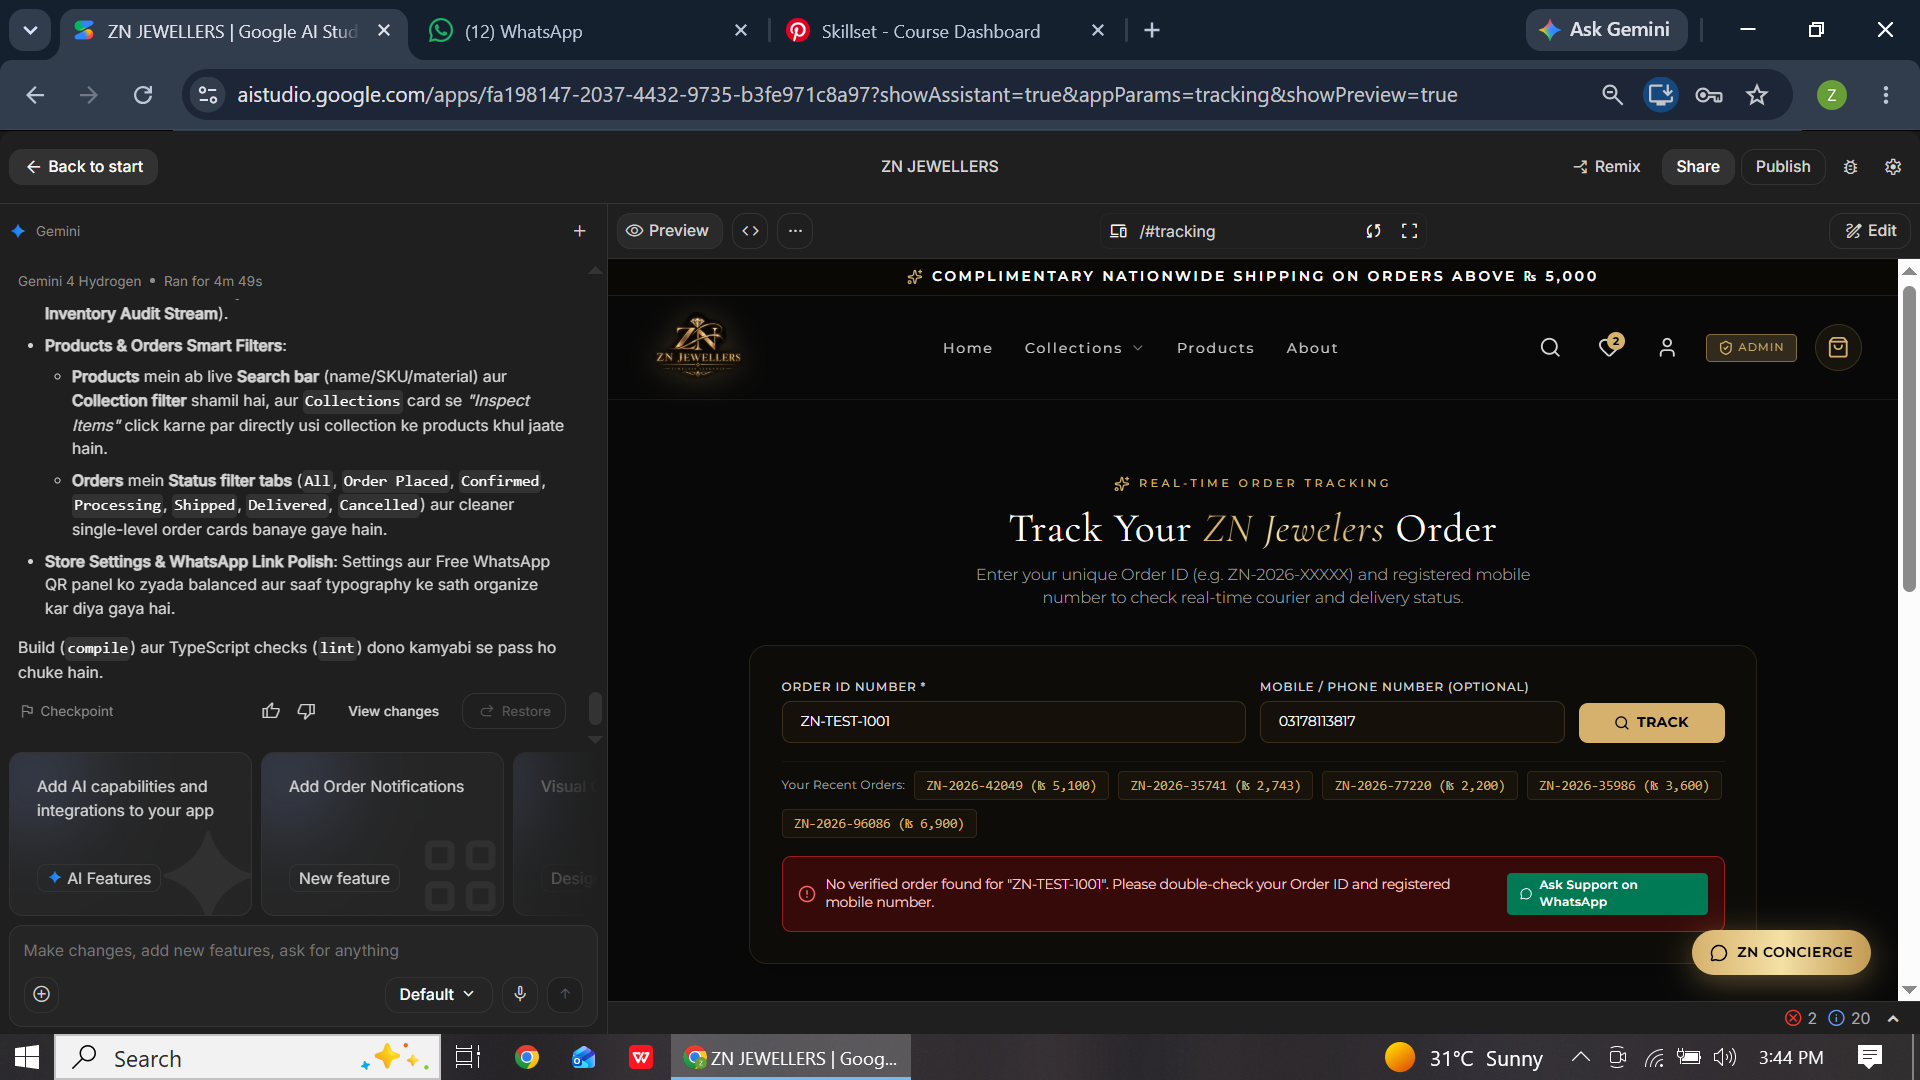 ZN JEWELLERS | Google AI Stud
(12) WhatsApp
Skillset - Course Dashboard
Ask Gemini
aistudio.google.com/apps/fa198147-2037-4432-9735-b3fe971c8a97?showAssistant=true&appParams=tracking&showPreview=true
Z
Back to start
ZN JEWELLERS
Remix
Share
Publish
Gemini
Preview
/#tracking
Edit
Gemini 4 Hydrogen • Ran for 4m 49s
Inventory Audit Stream).
• Products & Orders Smart Filters:
Products mein ab live Search bar (name/SKU/material) aur
Collection filter shamil hai, aur Collections card se "Inspect
Items" click karne par directly usi collection ke products khul jaate
hain.
Orders mein Status filter tabs (All, Order Placed, Confirmed,
Processing, Shipped, Delivered, Cancelled) aur cleaner
single-level order cards banaye gaye hain.
• Store Settings & WhatsApp Link Polish: Settings aur Free WhatsApp
QR panel ko zyada balanced aur saaf typography ke sath organize
kar diya gaya hai.
Build (compile) aur TypeScript checks (lint) dono kamyabi se pass ho
chuke hain.
Checkpoint
View changes
Restore
Add AI capabilities and
integrations to your app
AI Features
Add Order Notifications
New feature
Visual
Desig
Make changes, add new features, ask for anything
Default
COMPLIMENTARY NATIONWIDE SHIPPING ON ORDERS ABOVE ₨ 5,000
ZN
ZN JEWELLERS
Home
Collections
Products
About
2
ADMIN
REAL-TIME ORDER TRACKING
Track Your ZN Jewelers Order
Enter your unique Order ID (e.g. ZN-2026-XXXXX) and registered mobile
number to check real-time courier and delivery status.
ORDER ID NUMBER *
MOBILE / PHONE NUMBER (OPTIONAL)
ZN-TEST-1001
03178113817
TRACK
Your Recent Orders:
ZN-2026-42049 (₨ 5,100)
ZN-2026-35741 (₨ 2,743)
ZN-2026-77220 (₨ 2,200)
ZN-2026-35986 (₨ 3,600)
ZN-2026-96086 (₨ 6,900)
No verified order found for "ZN-TEST-1001". Please double-check your Order ID and registered
mobile number.
Ask Support on
WhatsApp
ZN CONCIERGE
2
20
Search
ZN JEWELLERS | Goog...
31°C Sunny
3:44 PM